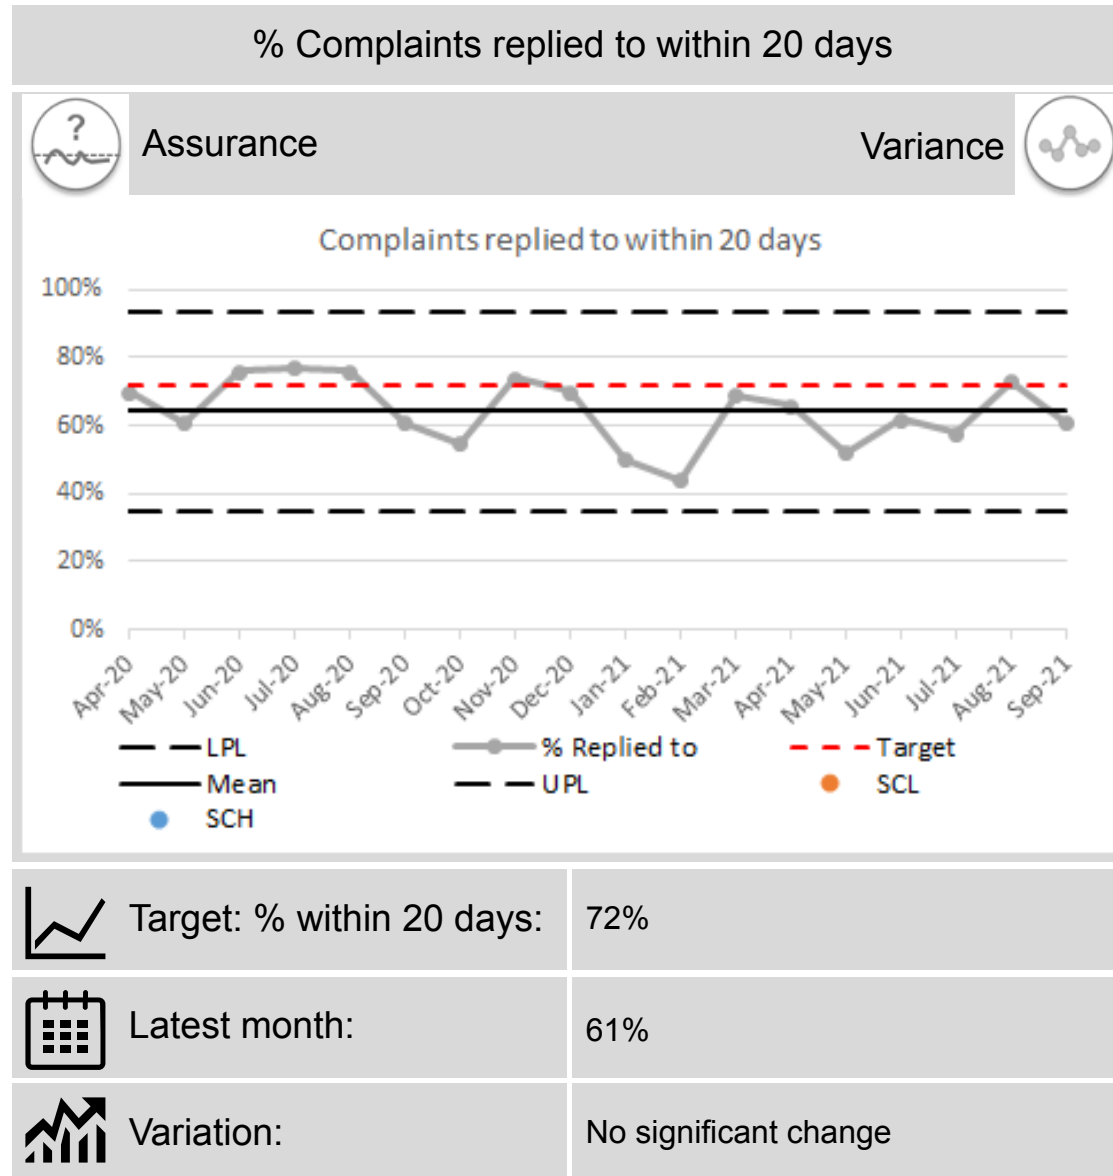 % Complaints replied to within 20 days
?
Assurance
Variance
Complaints replied to within 20 days
100%
80%
60%
40%
20%
0%
Apr-20 May-20 Jun-20 Jul-20 Aug-20 Sep-20 Oct-20 Nov-20 Dec-20 Jan-21 Feb-21 Mar-21 Apr-21 May-21 Jun-21 Jul-21 Aug-21 Sep-21
LPL % Replied to Target
Mean UPL SCL
SCH
Target: % within 20 days: 72%
Latest month: 61%
Variation: No significant change